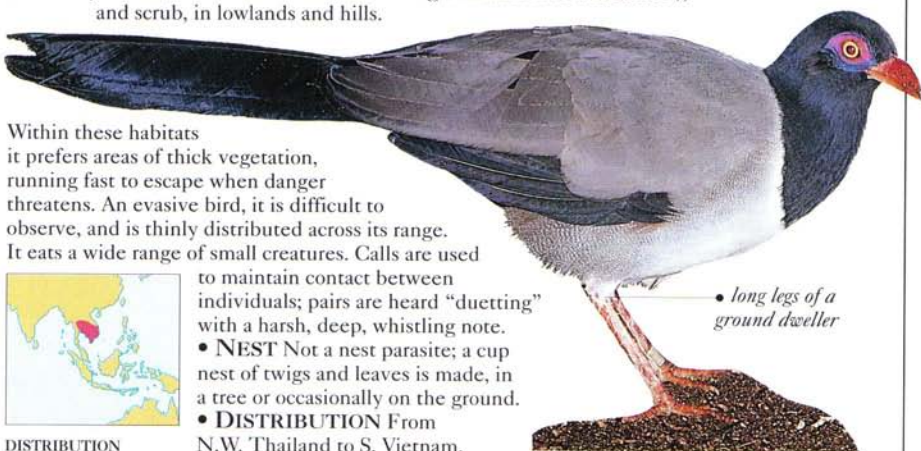 and scrub, in lowlands and hills.
Within these habitats
it prefers areas of thick vegetation,
running fast to escape when danger
threatens. An evasive bird, it is difficult to
observe, and is thinly distributed across its range.
It eats a wide range of small creatures. Calls are used
to maintain contact between
individuals; pairs are heard “duetting”
with a harsh, deep, whistling note.
• NEST Not a nest parasite; a cup
nest of twigs and leaves is made, in
a tree or occasionally on the ground.
• DISTRIBUTION From
N.W. Thailand to S. Vietnam.
• long legs of a
ground dweller
DISTRIBUTION